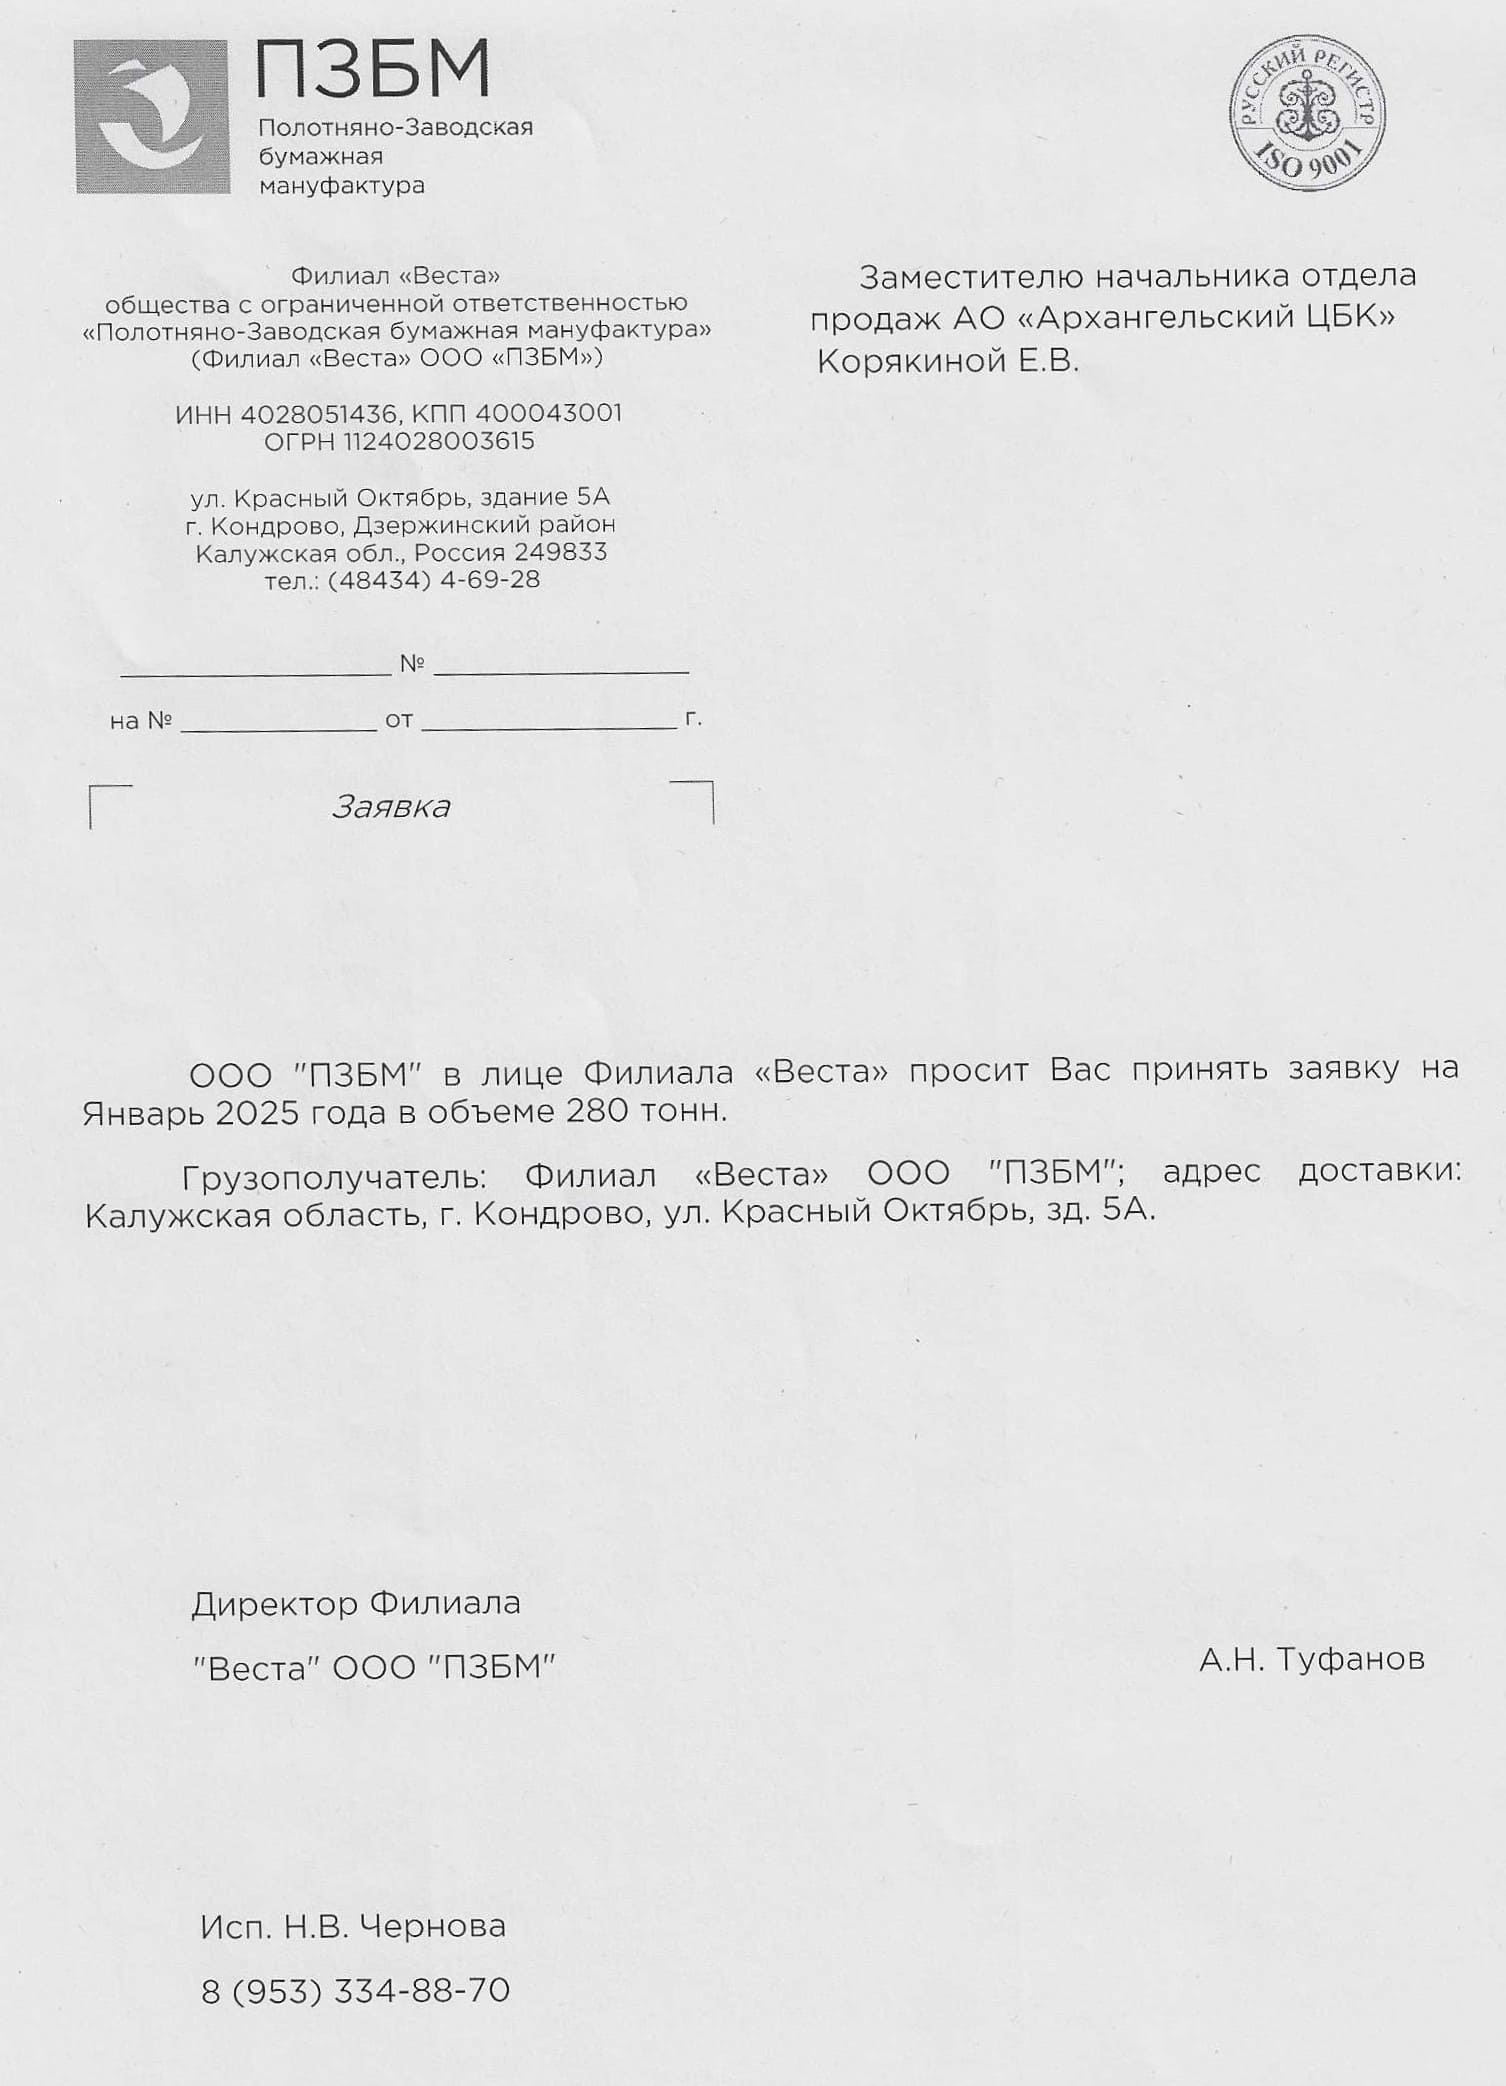 ПЗБМ
Полотняно-Заводская
бумажная
мануфактура
РУССКИЙ РЕГИСТР
ISO 9001
Филиал «Веста»
общества с ограниченной ответственностью
«Полотняно-Заводская бумажная мануфактура»
(Филиал «Веста» ООО «ПЗБМ»)
ИНН 4028051436, КПП 400043001
ОГРН 1124028003615
ул. Красный Октябрь, здание 5А
г. Кондрово, Дзержинский район
Калужская обл., Россия 249833
тел.: (48434) 4-69-28
№
на № от г.
Заявка
Заместителю начальника отдела
продаж АО «Архангельский ЦБК»
Корякиной Е.В.
ООО "ПЗБМ" в лице Филиала «Веста» просит Вас принять заявку на
Январь 2025 года в объеме 280 тонн.
Грузополучатель: Филиал «Веста» ООО "ПЗБМ"; адрес доставки:
Калужская область, г. Кондрово, ул. Красный Октябрь, зд. 5А.
Директор Филиала
"Веста" ООО "ПЗБМ"
А.Н. Туфанов
Исп. Н.В. Чернова
8 (953) 334-88-70